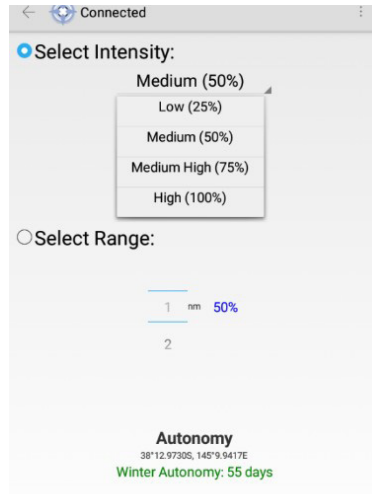 Connected
Select Intensity:
Medium (50%)
Low (25%)
Medium (50%)
Medium High (75%)
High (100%)
Select Range:
1 nm 50%
2
Autonomy
38°12.9730S, 145°9.9417E
Winter Autonomy: 55 days